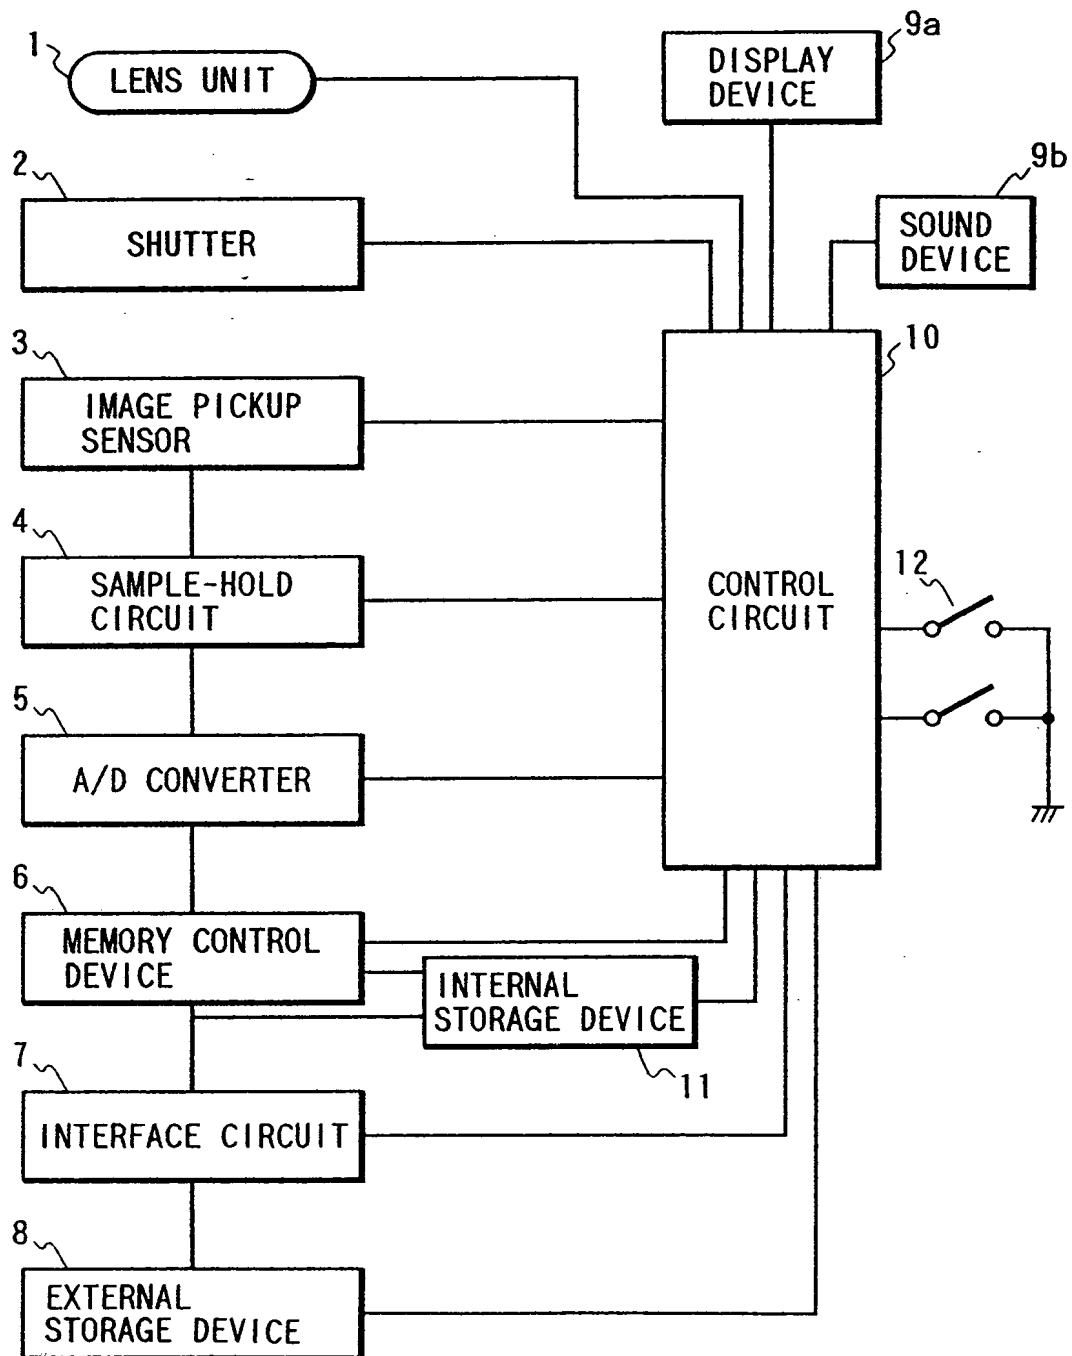 1
LENS UNIT
9a
DISPLAY
DEVICE
2
SHUTTER
9b
SOUND
DEVICE
3
IMAGE PICKUP
SENSOR
10
CONTROL
CIRCUIT
4
SAMPLE-HOLD
CIRCUIT
12
5
A/D CONVERTER
6
MEMORY CONTROL
DEVICE
INTERNAL
STORAGE DEVICE
11
7
INTERFACE CIRCUIT
8
EXTERNAL
STORAGE DEVICE